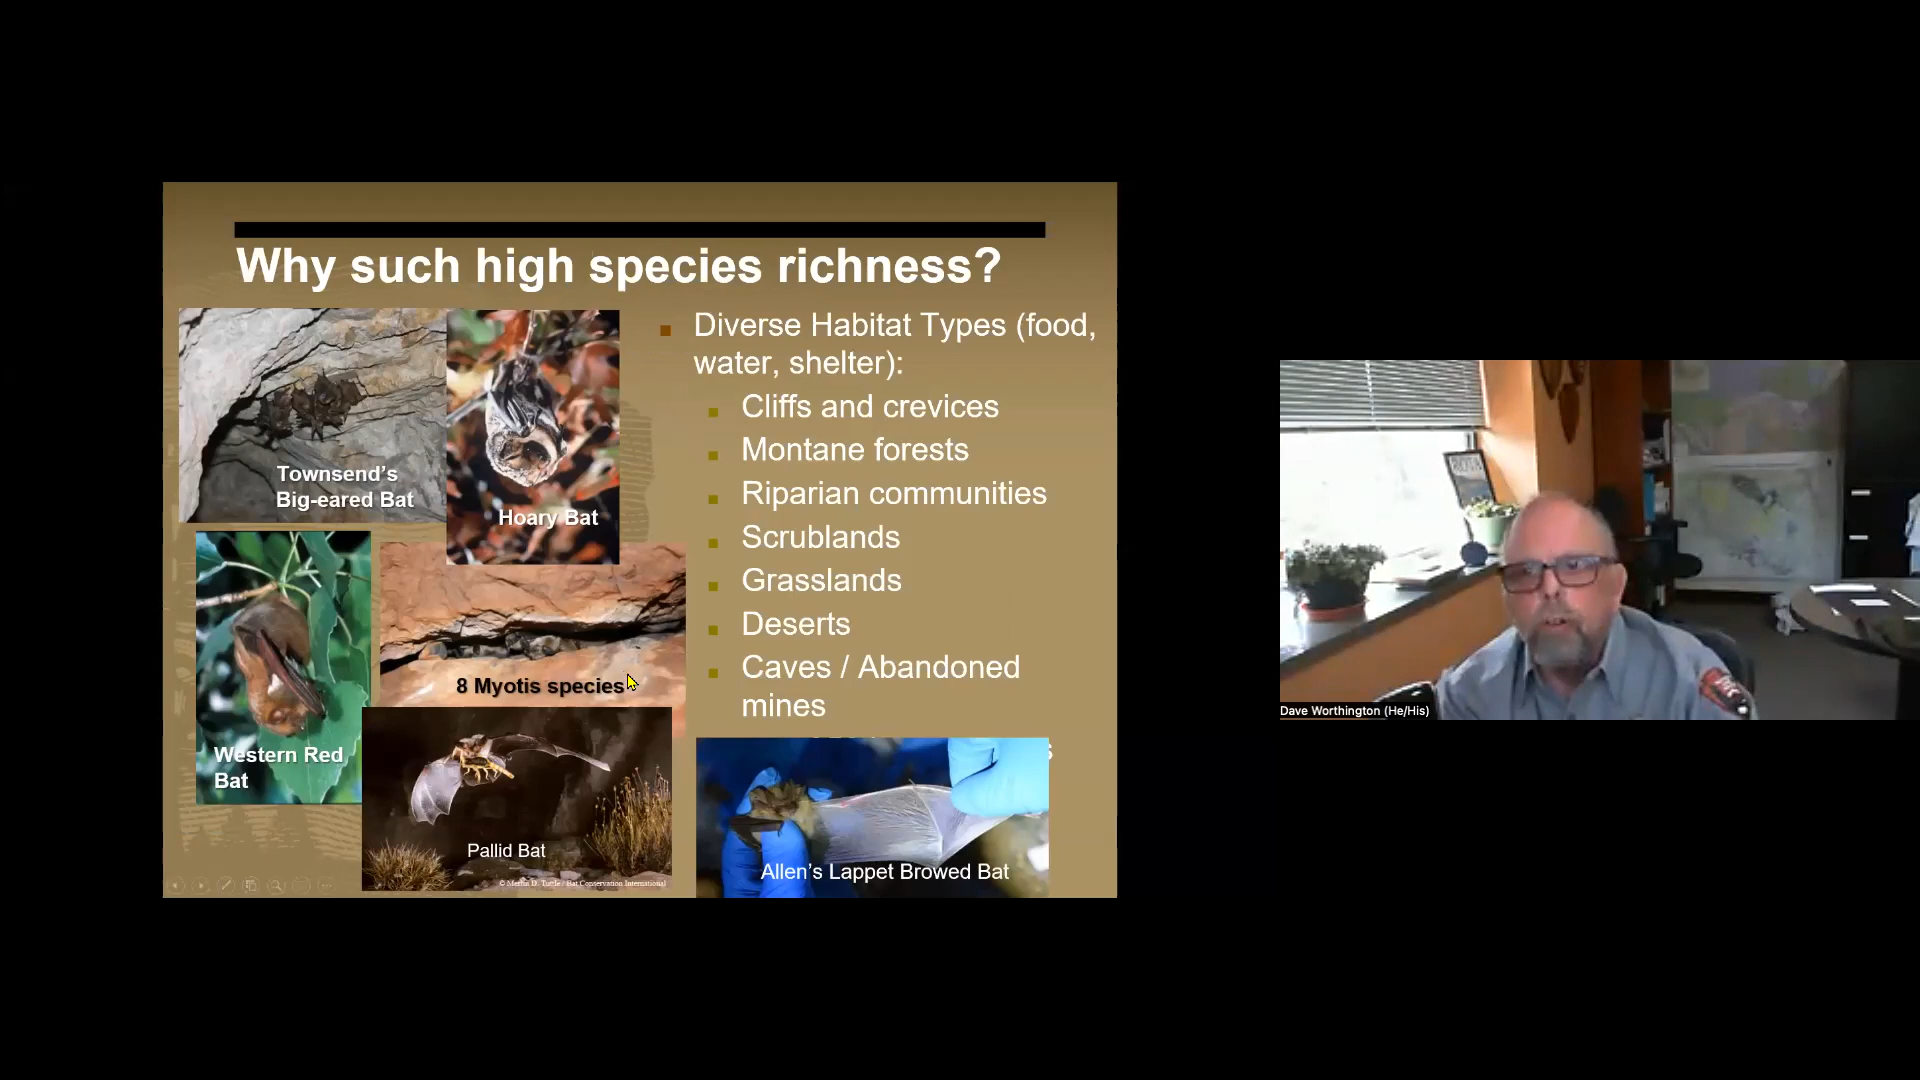 Why such high species richness?
Townsend’s
Big-eared Bat
Hoary Bat
Western Red
Bat
8 Myotis species
Pallid Bat
© Merlin D. Tuttle / Bat Conservation International
Diverse Habitat Types (food,
water, shelter):
Cliffs and crevices
Montane forests
Riparian communities
Scrublands
Grasslands
Deserts
Caves / Abandoned
mines
Allen’s Lappet Browed Bat
Dave Worthington (He/His)